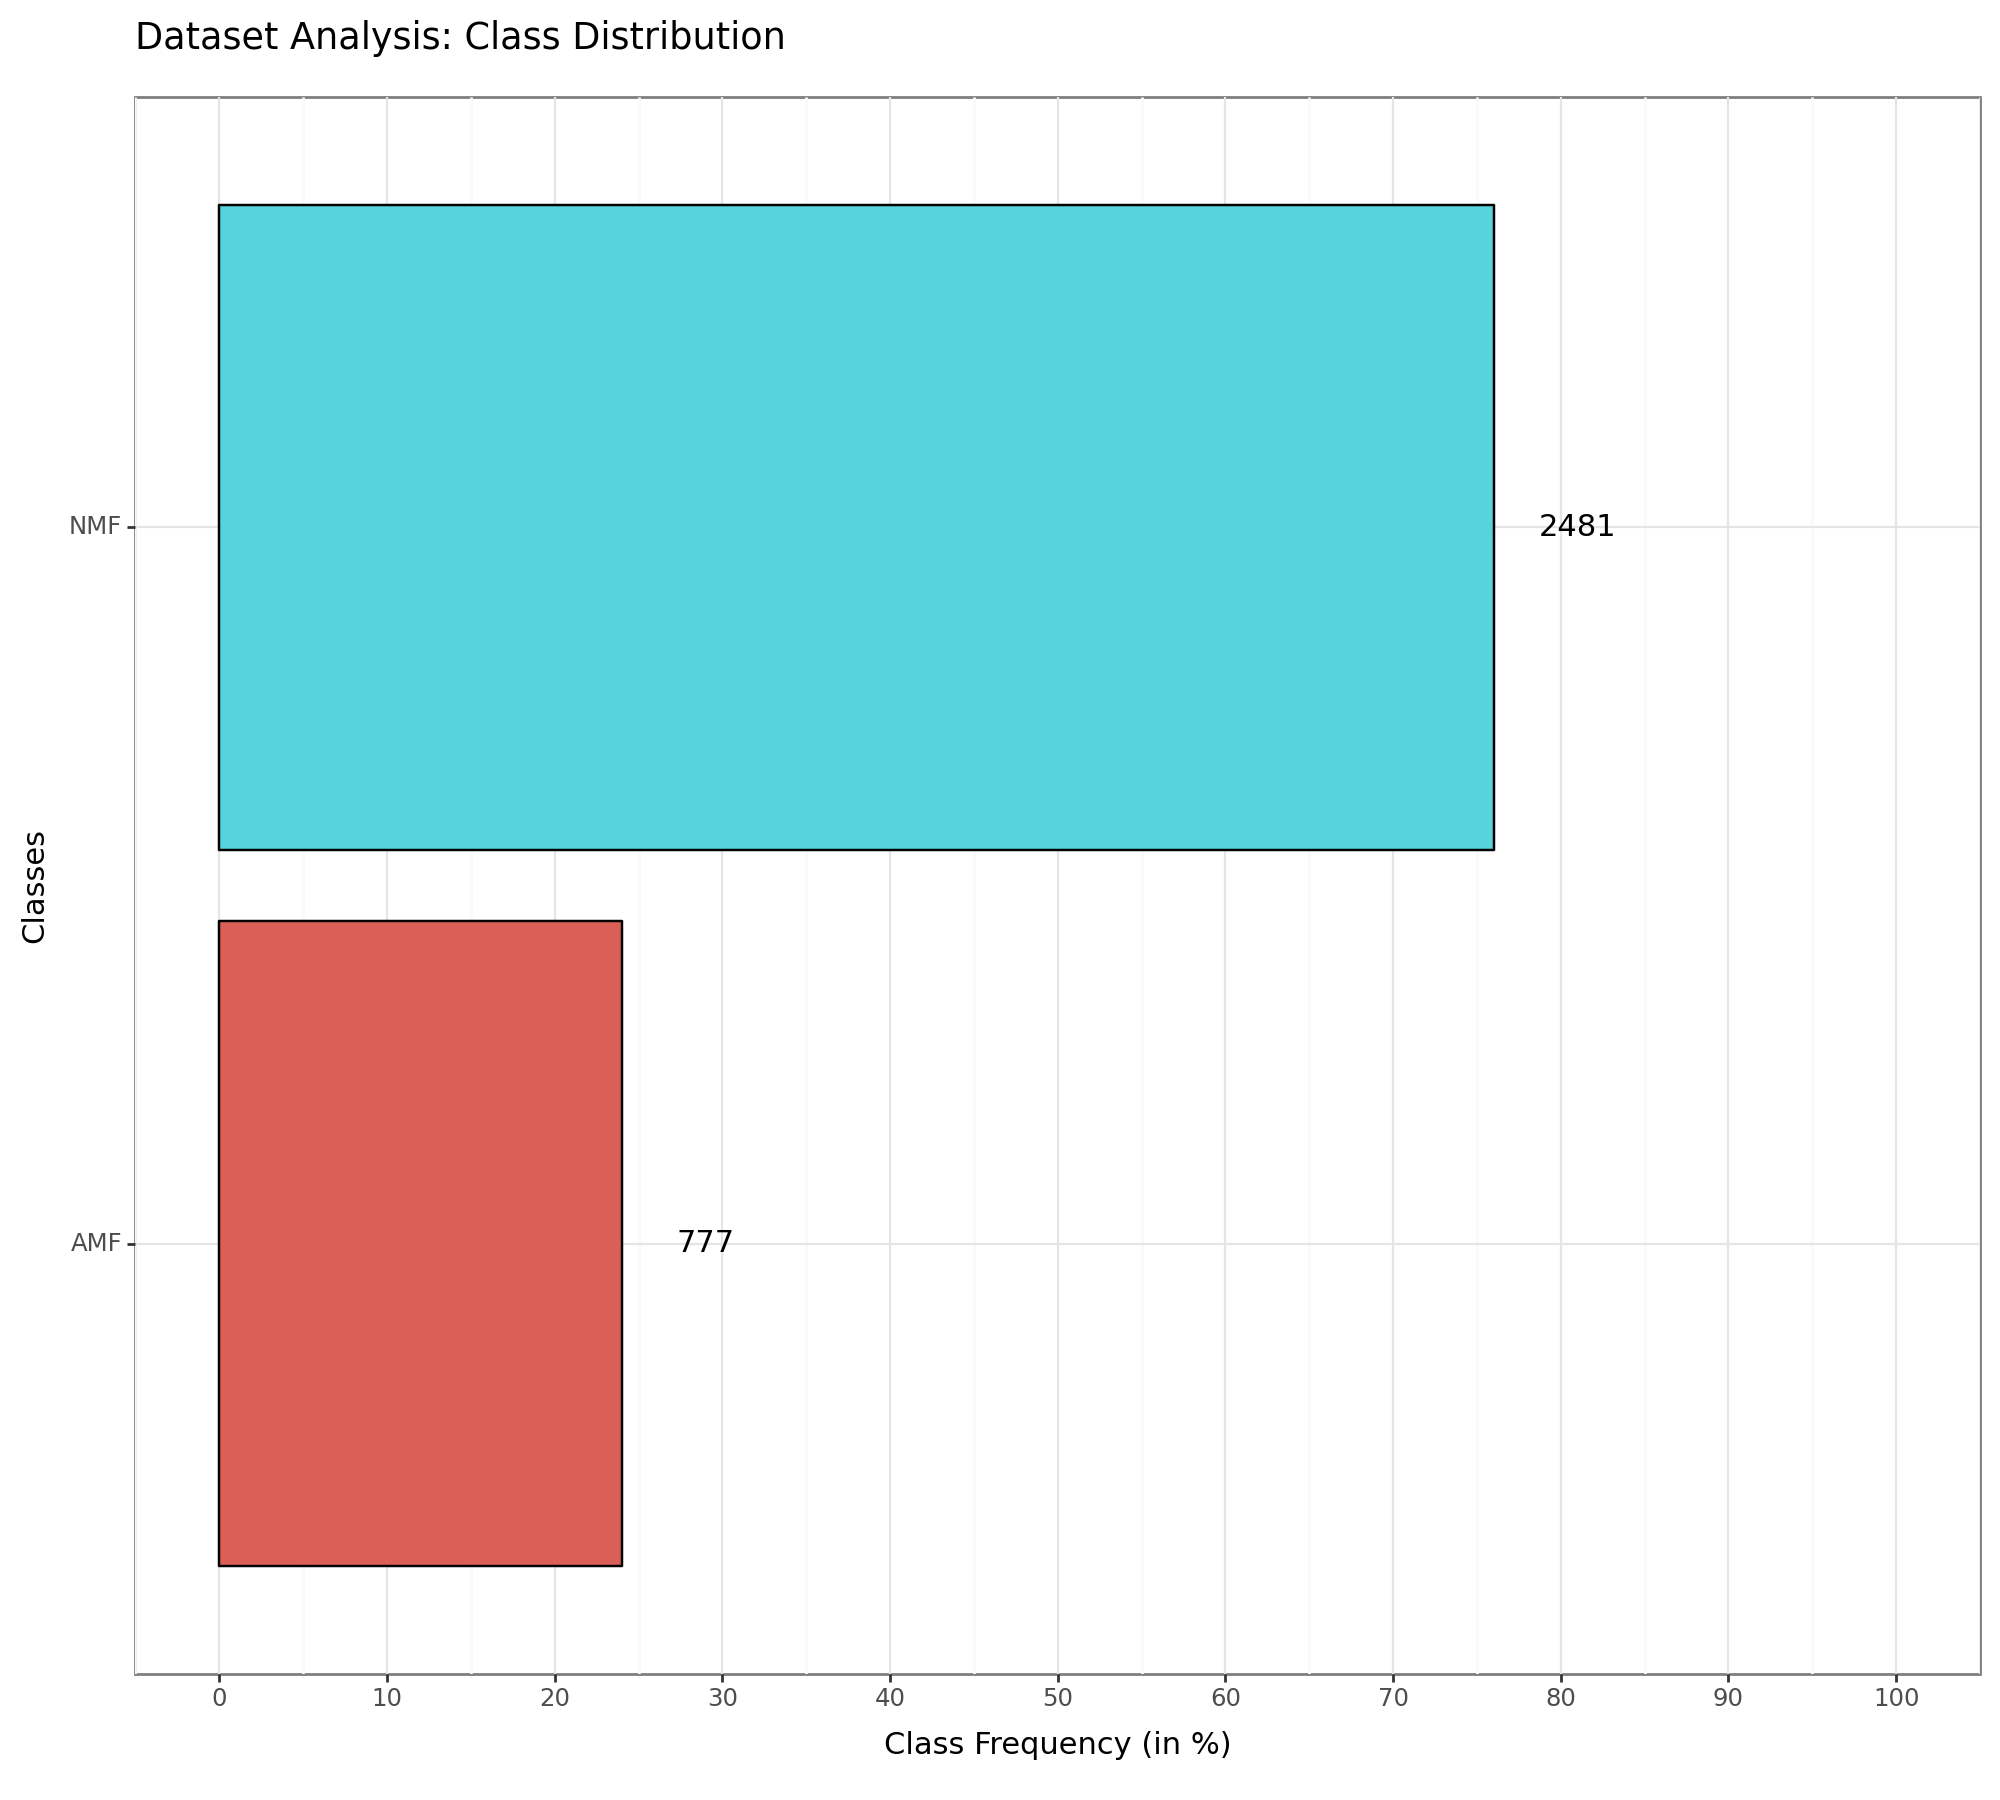 Dataset Analysis: Class Distribution
NMF
2481
Classes
AMF
777
0 10 20 30 40 50 60 70 80 90 100
Class Frequency (in %)